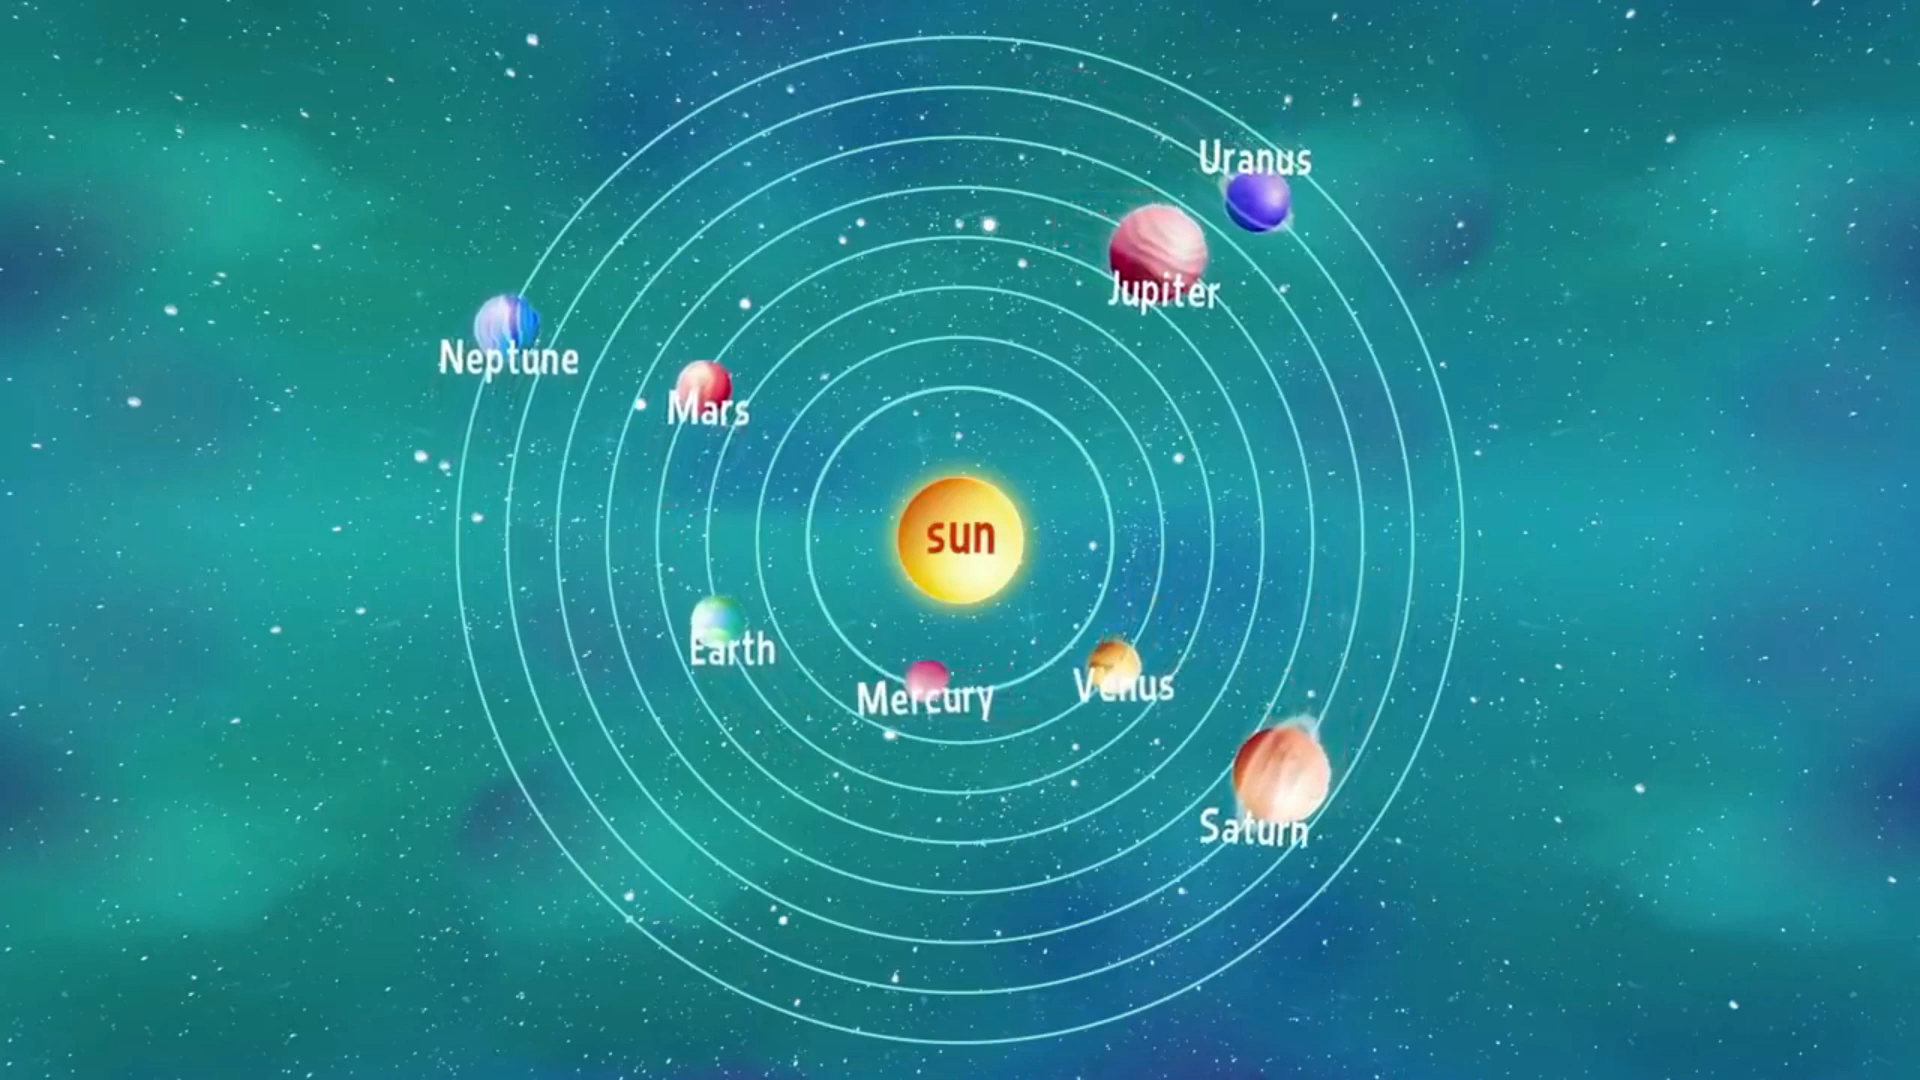 Uranus
Jupiter
Neptune
Mars
sun
Earth
Mercury
Venus
Saturn